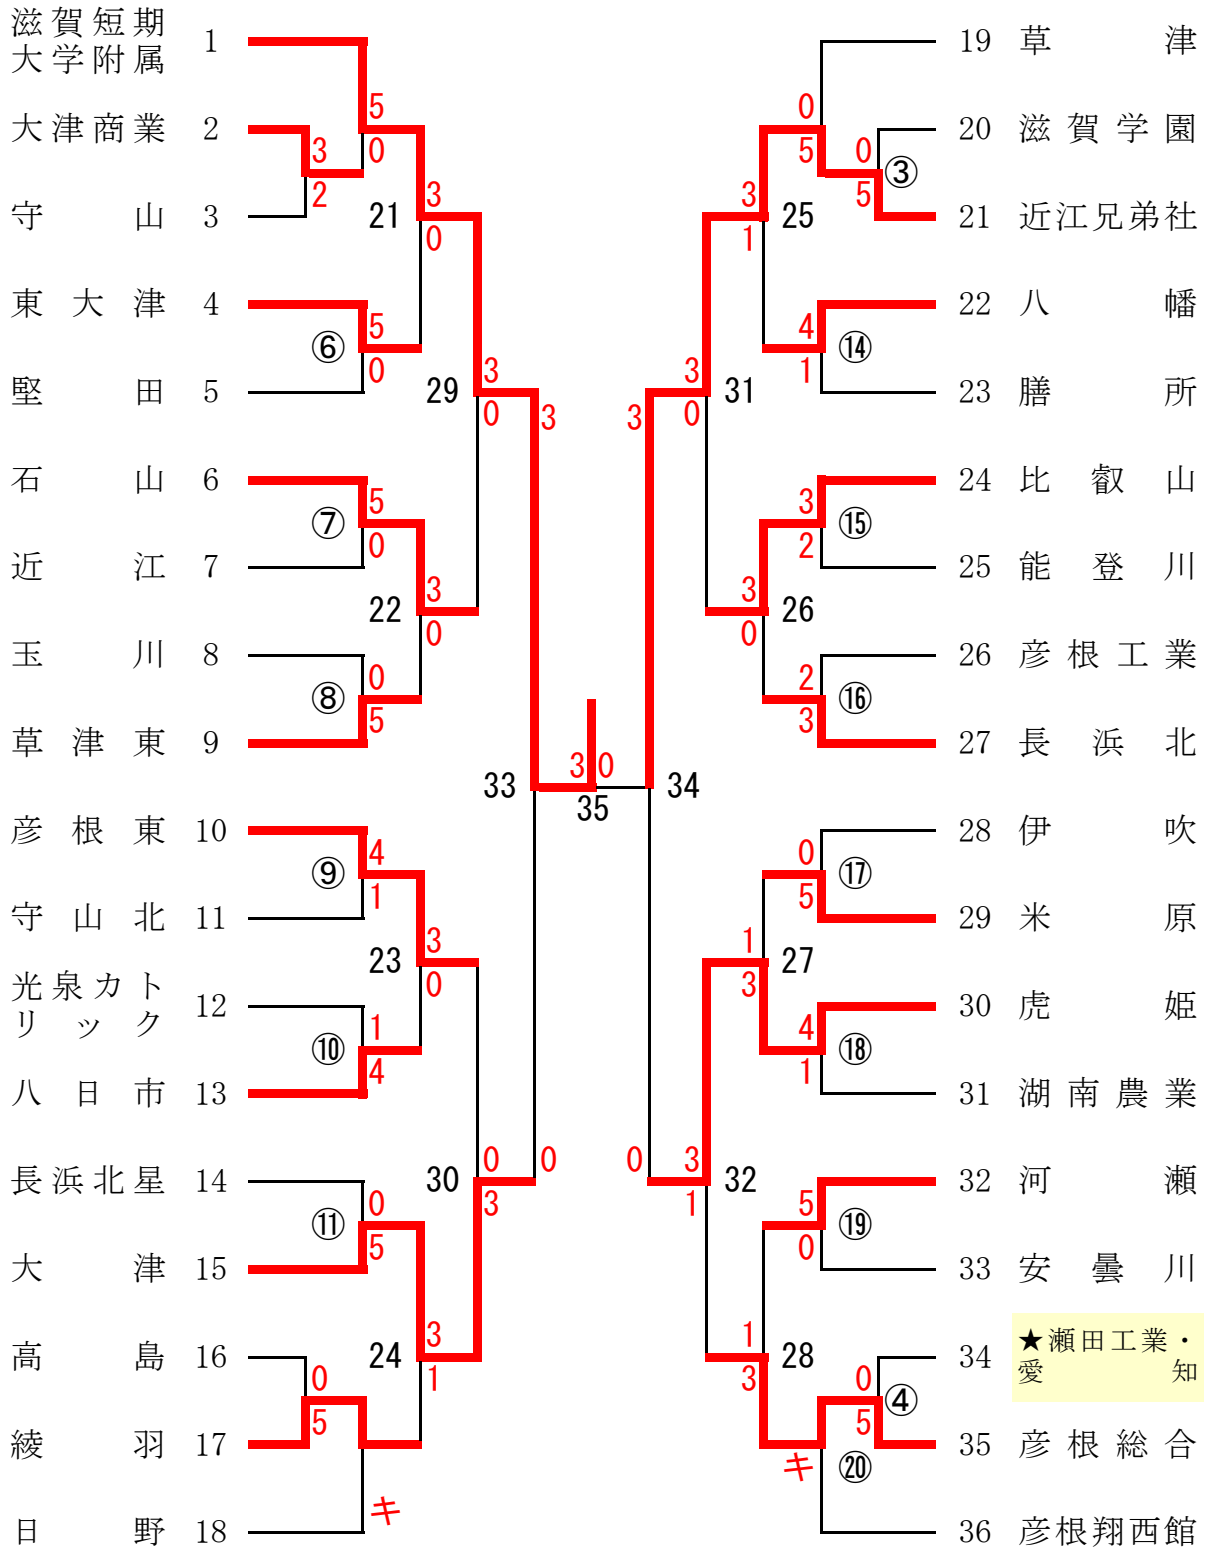 滋賀短期
大学附属 1
5
0
大津商業 2
3
2
守山 3
21
3
0
東大津 4
⑥
5
0
堅田 5
29
3
0
3
石山 6
⑦
5
0
近江 7
22
3
0
玉川 8
⑧
0
5
草津東 9
33
3 0
35
34
彦根東 10
⑨
4
1
守山北 11
23
3
0
光泉カト
リック 12
⑩
1
4
八日市 13
長浜北星 14
30
0
3
0
⑪
0
5
大津 15
高島 16
24
3
1
0
5
綾羽 17
キ
日野 18
19 草津
0
5
20 滋賀学園
0
5
③
21 近江兄弟社
3
1
25
22 八幡
4
1
⑭
23 膳所
3
3
0
31
24 比叡山
3
2
⑮
25 能登川
3
0
26
26 彦根工業
2
3
⑯
27 長浜北
28 伊吹
0
5
⑰
29 米原
1
3
27
30 虎姫
4
1
⑱
31 湖南農業
0
3
1
32
32 河瀬
5
0
⑲
33 安曇川
1
3
28
34 ★瀬田工業・
愛知
0
5
④
35 彦根総合
キ
⑳
36 彦根翔西館